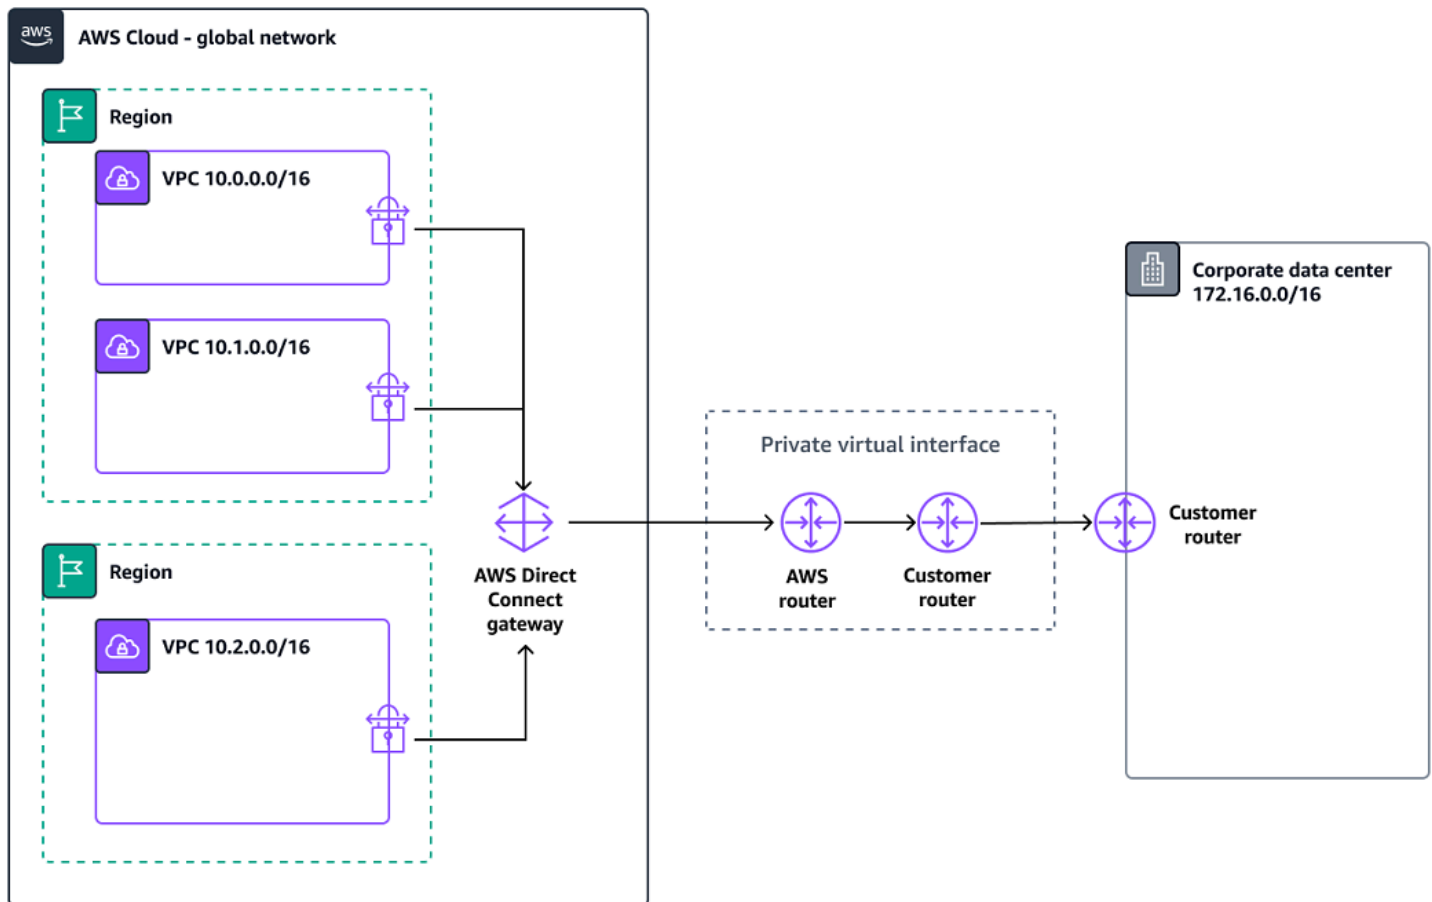 aws
AWS Cloud - global network
Region
VPC 10.0.0.0/16
VPC 10.1.0.0/16
Region
VPC 10.2.0.0/16
AWS Direct
Connect
gateway
Private virtual interface
AWS
router
Customer
router
Corporate data center
172.16.0.0/16
Customer
router